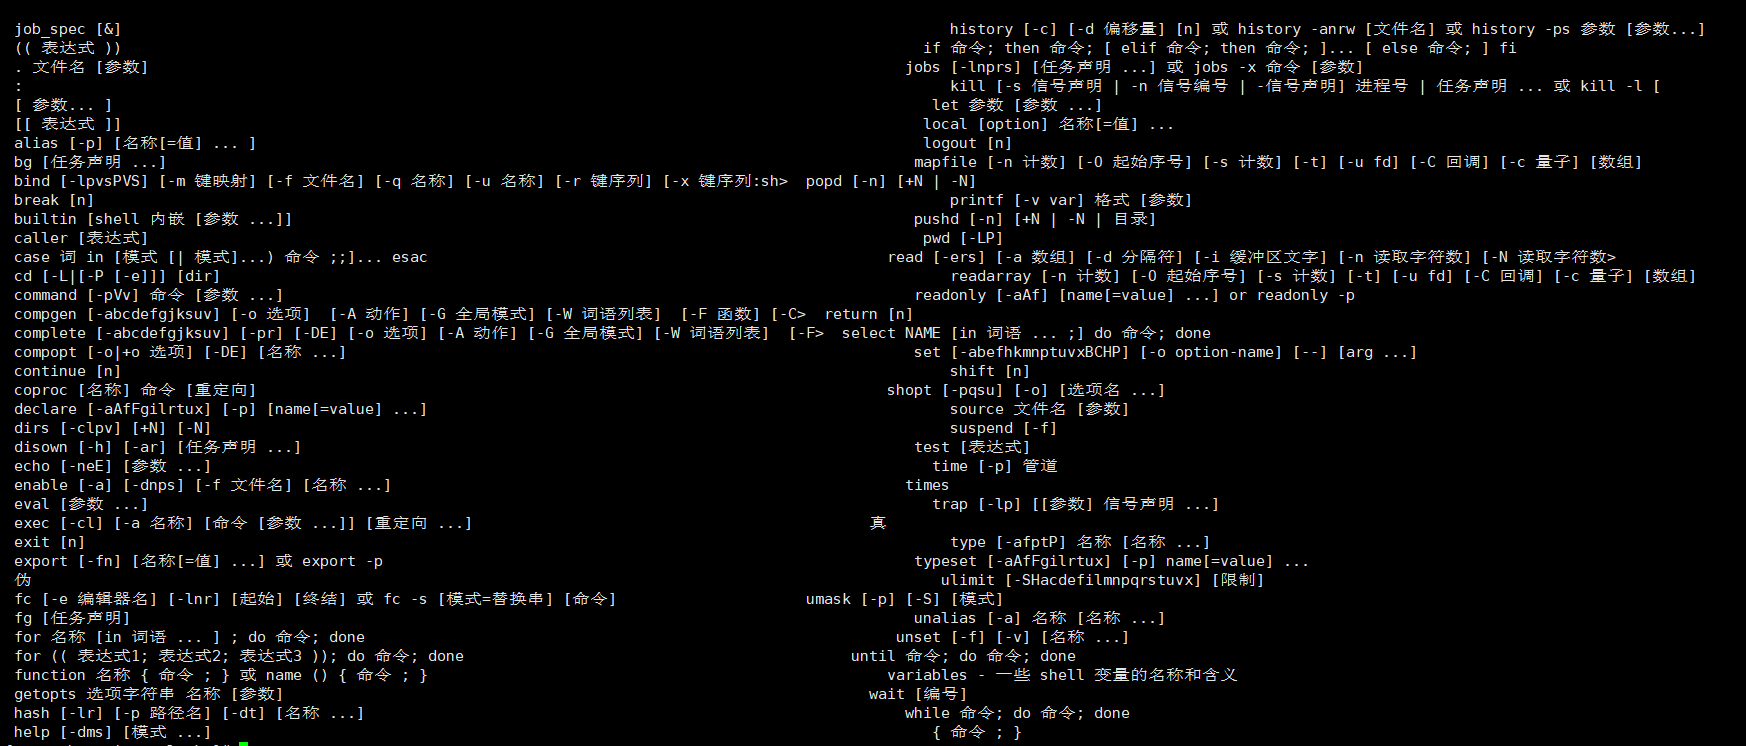 job_spec [&] history [-c] [-d 偏移量] [n] 或 history -anrw [文件名] 或 history -ps 参数 [参数...]
(( 表达式 )) if 命令; then 命令; [ elif 命令; then 命令; ]... [ else 命令; ] fi
. 文件名 [参数] jobs [-lnprs] [任务声明 ...] 或 jobs -x 命令 [参数]
: kill [-s 信号声明 | -n 信号编号 | -信号声明] 进程号 | 任务声明 ... 或 kill -l [
[ 参数... ] let 参数 [参数 ...]
[[ 表达式 ]] local [option] 名称[=值] ...
alias [-p] [名称[=值] ... ] logout [n]
bg [任务声明 ...] mapfile [-n 计数] [-O 起始序号] [-s 计数] [-t] [-u fd] [-C 回调] [-c 量子] [数组]
bind [-lpvsPVS] [-m 键映射] [-f 文件名] [-q 名称] [-u 名称] [-r 键序列] [-x 键序列:sh> popd [-n] [+N | -N]
break [n] printf [-v var] 格式 [参数]
builtin [shell 内嵌 [参数 ...]] pushd [-n] [+N | -N | 目录]
caller [表达式] pwd [-LP]
case 词 in [模式 [| 模式]...) 命令 ;;]... esac read [-ers] [-a 数组] [-d 分隔符] [-i 缓冲区文字] [-n 读取字符数] [-N 读取字符数>
cd [-L|[-P [-e]]] [dir] readarray [-n 计数] [-O 起始序号] [-s 计数] [-t] [-u fd] [-C 回调] [-c 量子] [数组]
command [-pVv] 命令 [参数 ...] readonly [-aAf] [name[=value] ...] or readonly -p
compgen [-abcdefgjksuv] [-o 选项] [-A 动作] [-G 全局模式] [-W 词语列表] [-F 函数] [-C> return [n]
complete [-abcdefgjksuv] [-pr] [-DE] [-o 选项] [-A 动作] [-G 全局模式] [-W 词语列表] [-F> select NAME [in 词语 ... ;] do 命令; done
compopt [-o|+o 选项] [-DE] [名称 ...] set [-abefhkmnptuvxBCHP] [-o option-name] [--] [arg ...]
continue [n] shift [n]
coproc [名称] 命令 [重定向] shopt [-pqsu] [-o] [选项名 ...]
declare [-aAfFgilrtux] [-p] [name[=value] ...] source 文件名 [参数]
dirs [-clpv] [+N] [-N] suspend [-f]
disown [-h] [-ar] [任务声明 ...] test [表达式]
echo [-neE] [参数 ...] time [-p] 管道
enable [-a] [-dnps] [-f 文件名] [名称 ...] times
eval [参数 ...] trap [-lp] [[参数] 信号声明 ...]
exec [-cl] [-a 名称] [命令 [参数 ...]] [重定向 ...] 真
exit [n] type [-afptP] 名称 [名称 ...]
export [-fn] [名称[=值] ...] 或 export -p typeset [-aAfFgilrtux] [-p] name[=value] ...
伪 ulimit [-SHacdefilmnpqrstuvx] [限制]
fc [-e 编辑器名] [-lnr] [起始] [终结] 或 fc -s [模式=替换串] [命令] umask [-p] [-S] [模式]
fg [任务声明] unalias [-a] 名称 [名称 ...]
for 名称 [in 词语 ... ] ; do 命令; done unset [-f] [-v] [名称 ...]
for (( 表达式1; 表达式2; 表达式3 )); do 命令; done until 命令; do 命令; done
function 名称 { 命令 ; } 或 name () { 命令 ; } variables - 一些 shell 变量的名称和含义
getopts 选项字符串 名称 [参数] wait [编号]
hash [-lr] [-p 路径名] [-dt] [名称 ...] while 命令; do 命令; done
help [-dms] [模式 ...] { 命令 ; }